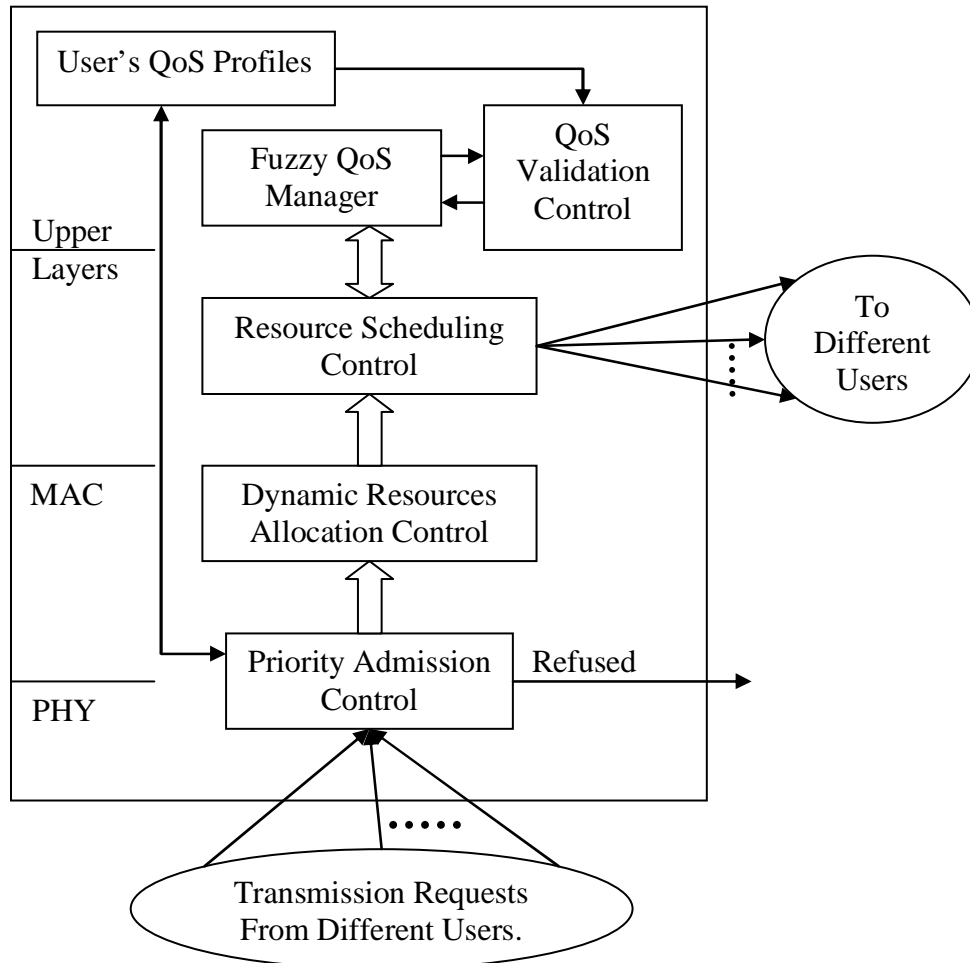 User’s QoS Profiles
QoS
Validation
Control
Fuzzy QoS
Manager
Upper
Layers
Resource Scheduling
Control
To
Different
Users
MAC
Dynamic Resources
Allocation Control
Priority Admission
Control
Refused
PHY
Transmission Requests
From Different Users.